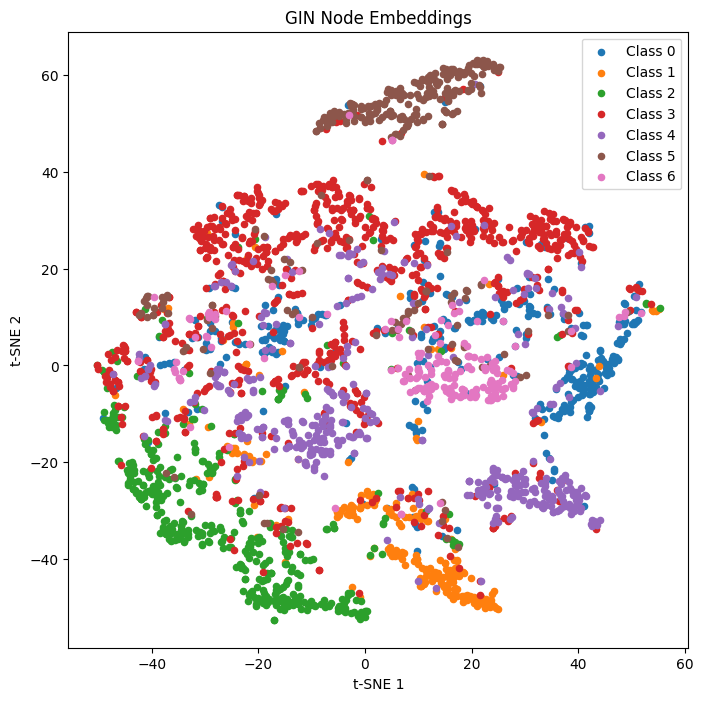 GIN Node Embeddings
Class 0
Class 1
Class 2
Class 3
Class 4
Class 5
Class 6
60
40
20
0
−20
−40
t-SNE 2
−40
−20
0
20
40
60
t-SNE 1